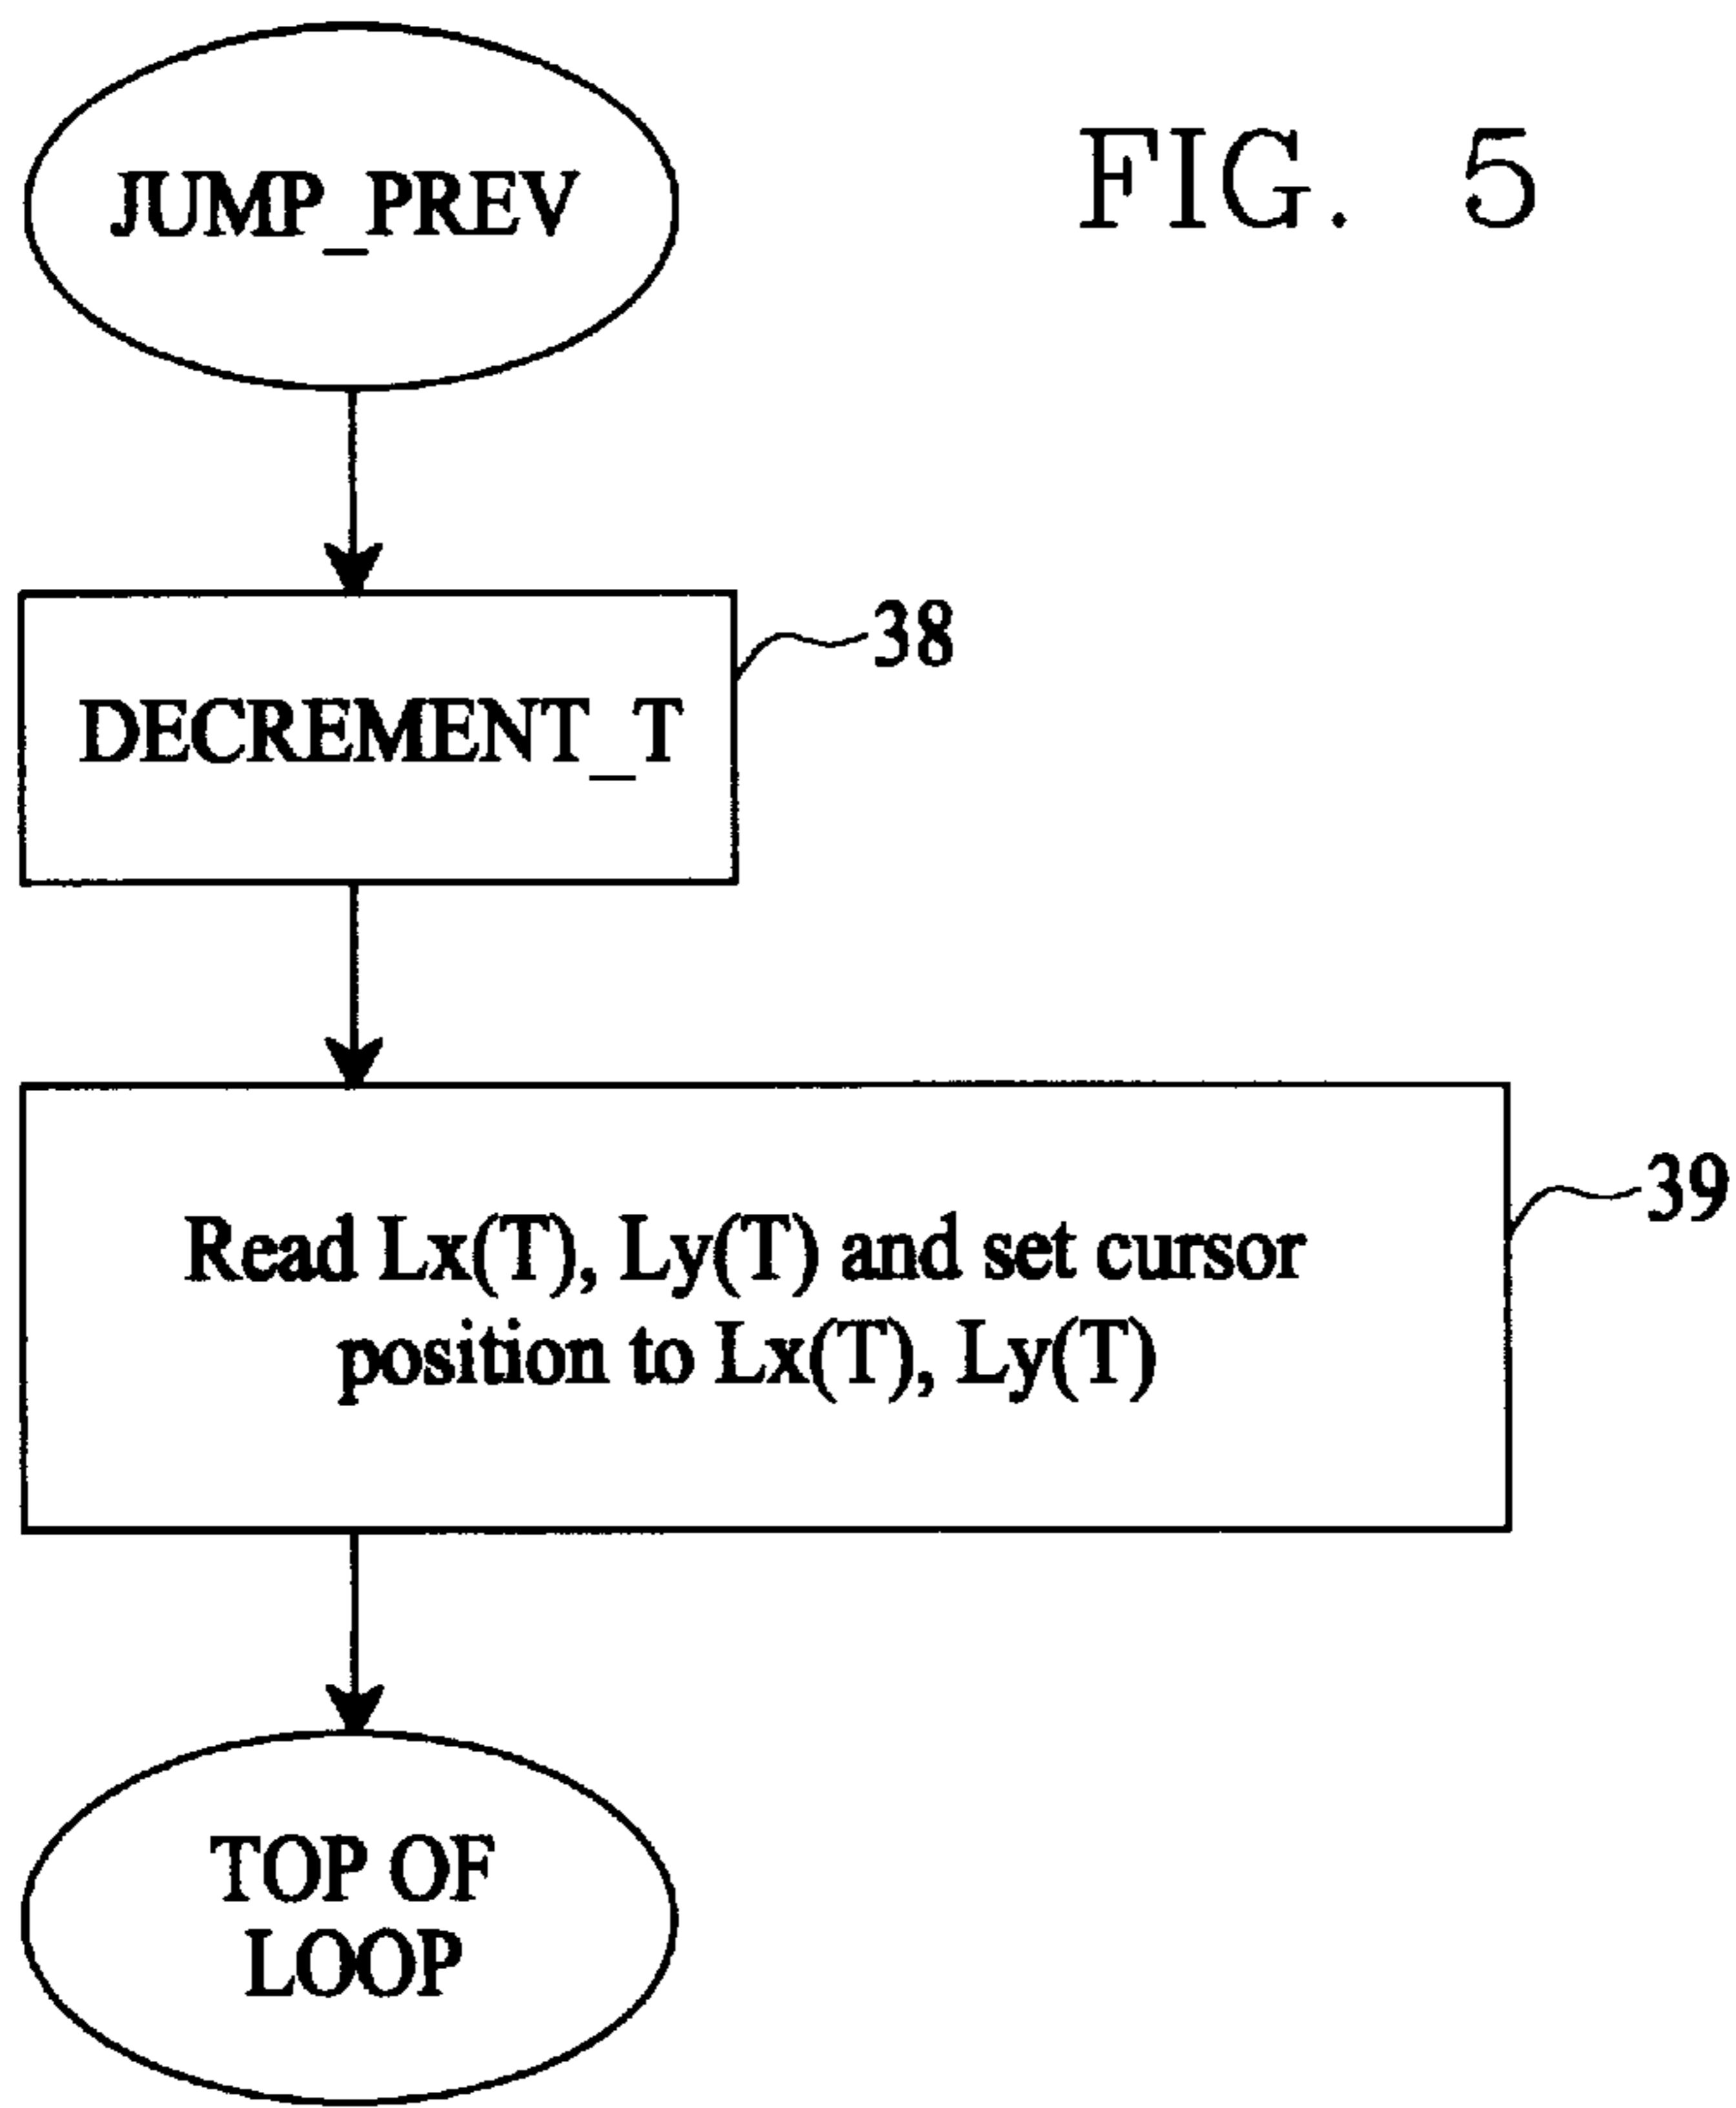 JUMP_PREV
FIG. 5
38
DECREMENT_T
39
Read Lx(T), Ly(T) and set cursor
position to Lx(T), Ly(T)
TOP OF
LOOP